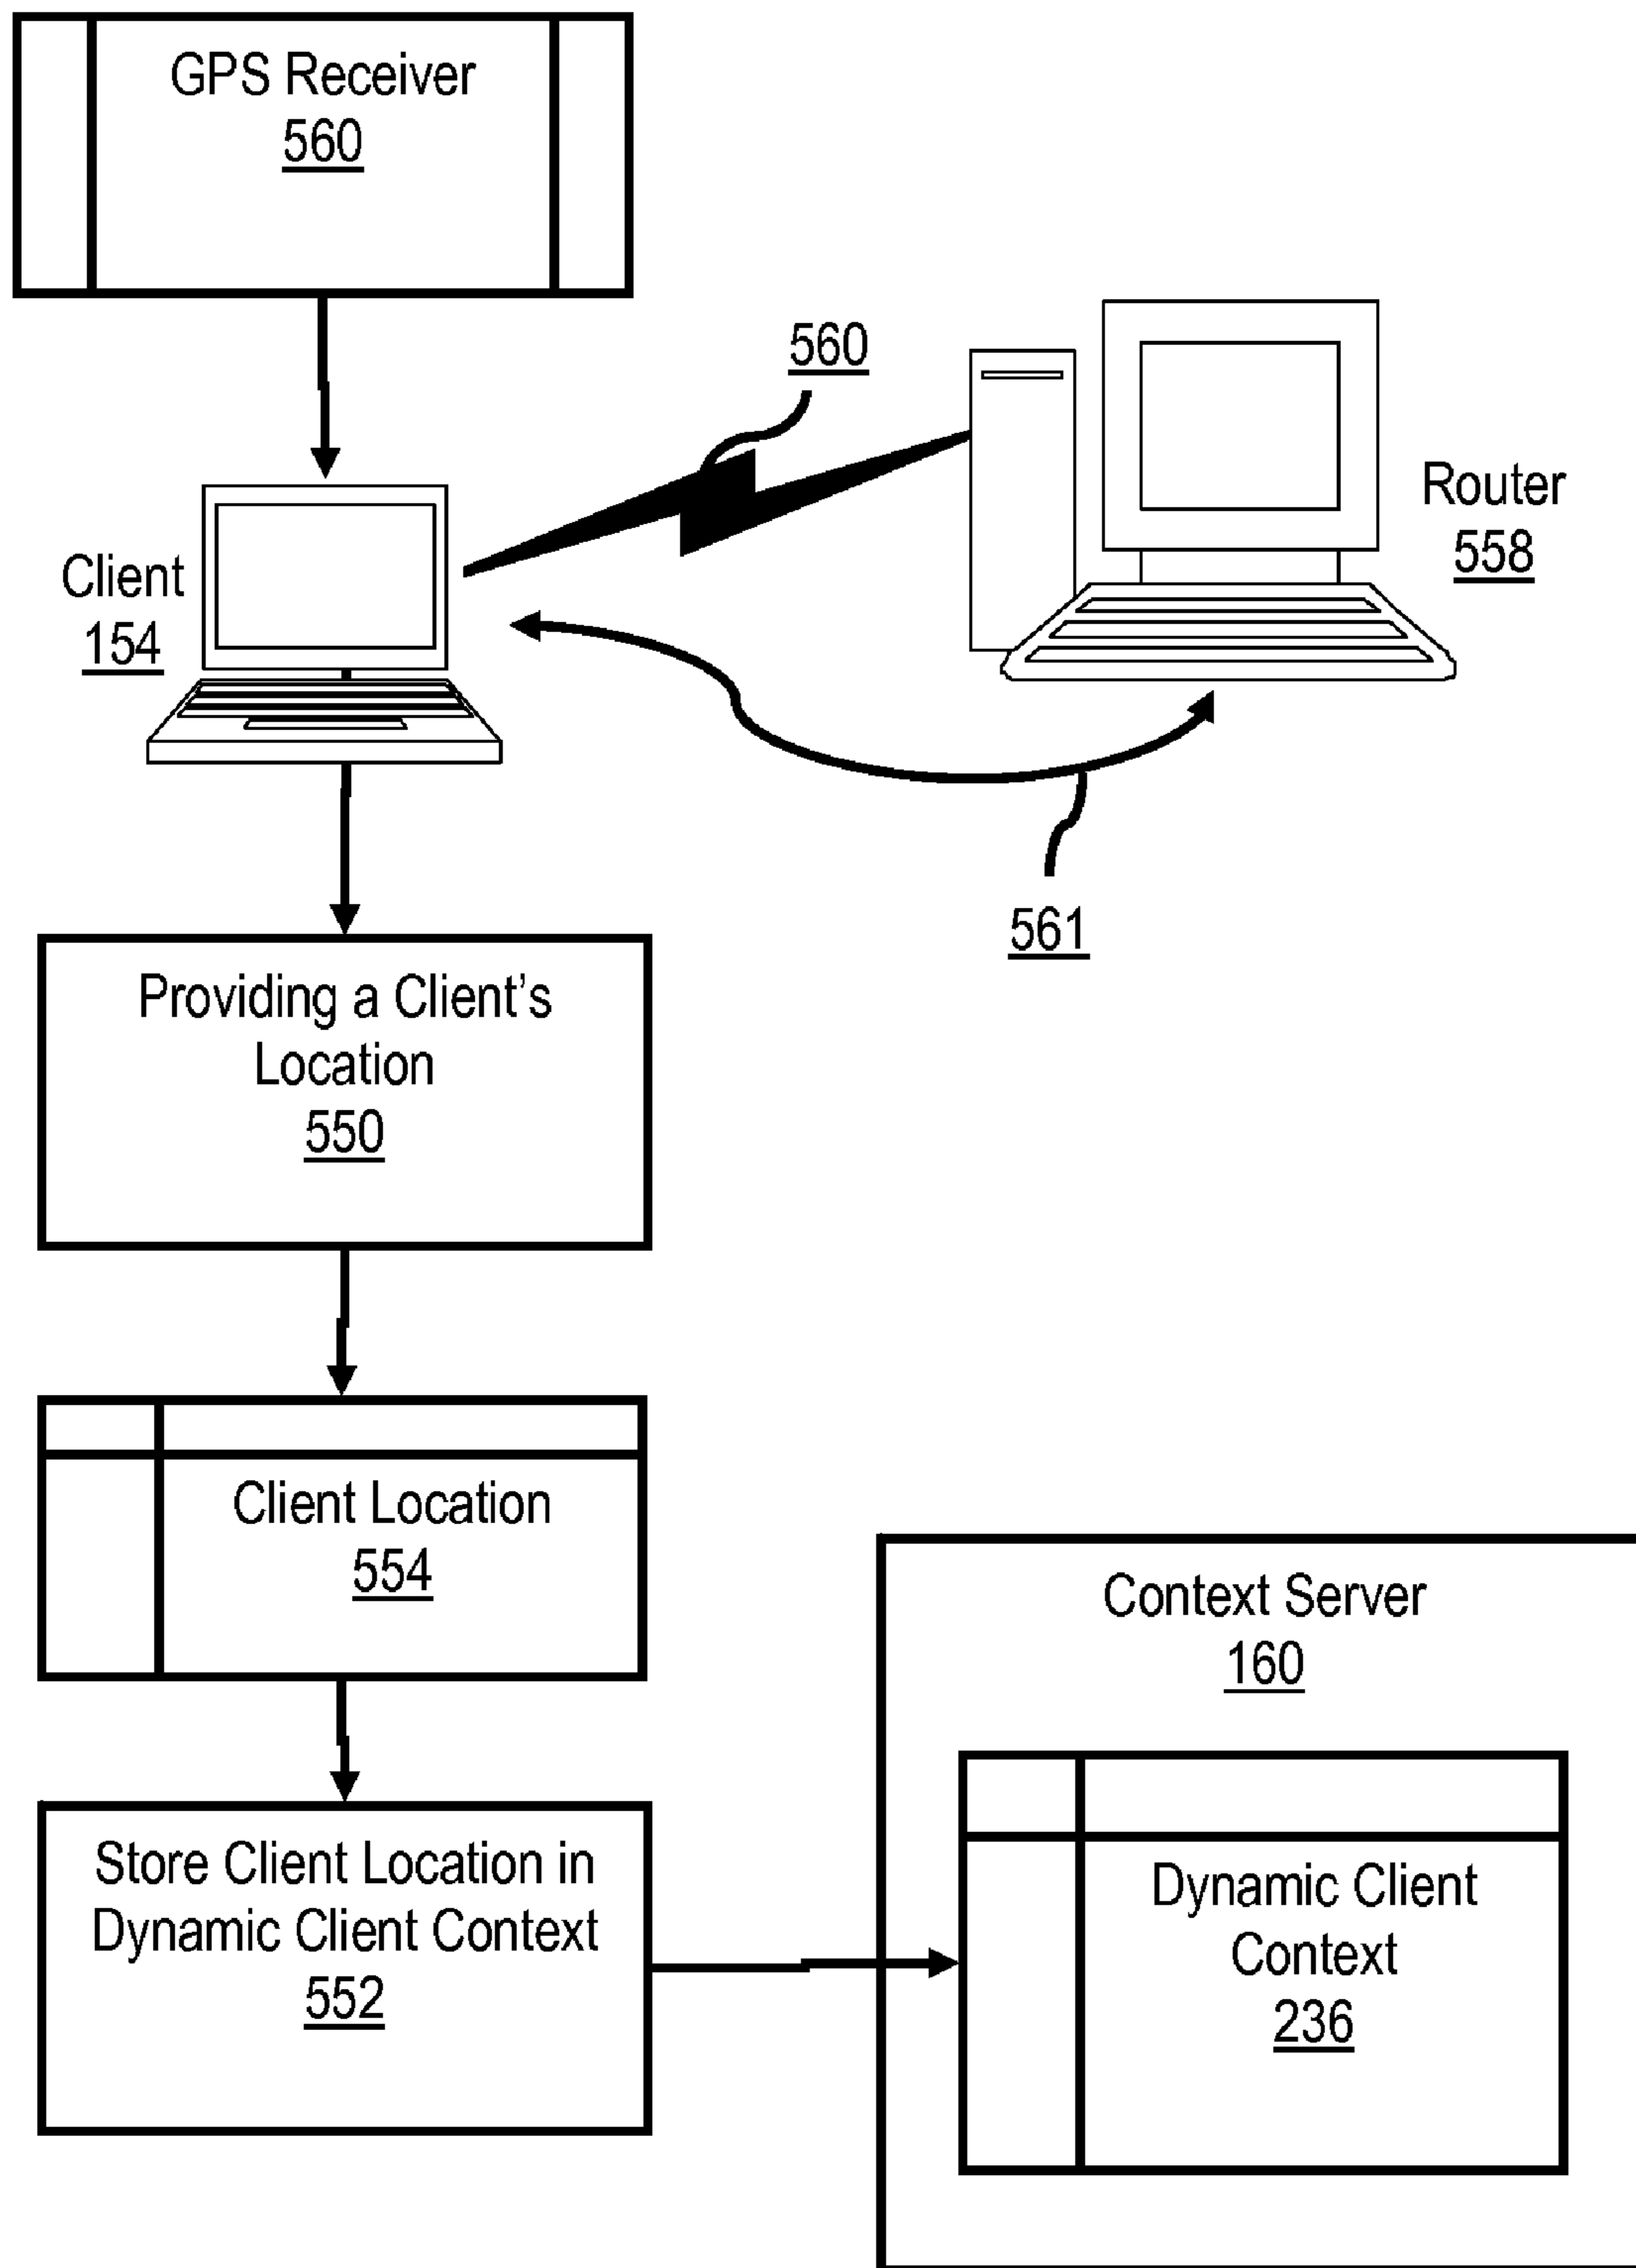 GPS Receiver
560
560
Router
558
Client
154
561
Providing a Client's
Location
550
Client Location
554
Context Server
160
Store Client Location in
Dynamic Client Context
552
Dynamic Client
Context
236